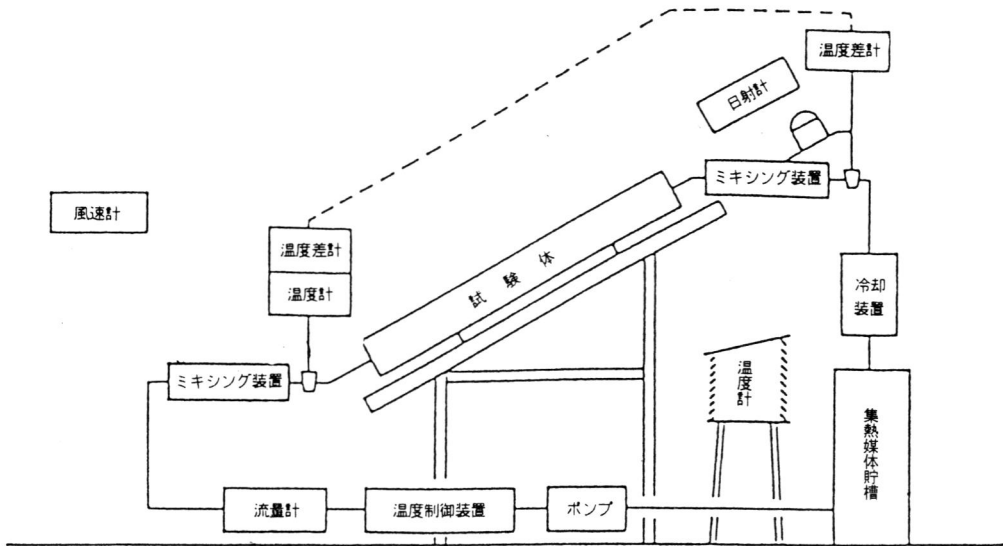 温度差計
日射計
ミキシング装置
風速計
温度差計
温度計
試験体
冷却
装置
ミキシング装置
温度計
集熱媒体貯槽
流量計
温度制御装置
ポンプ